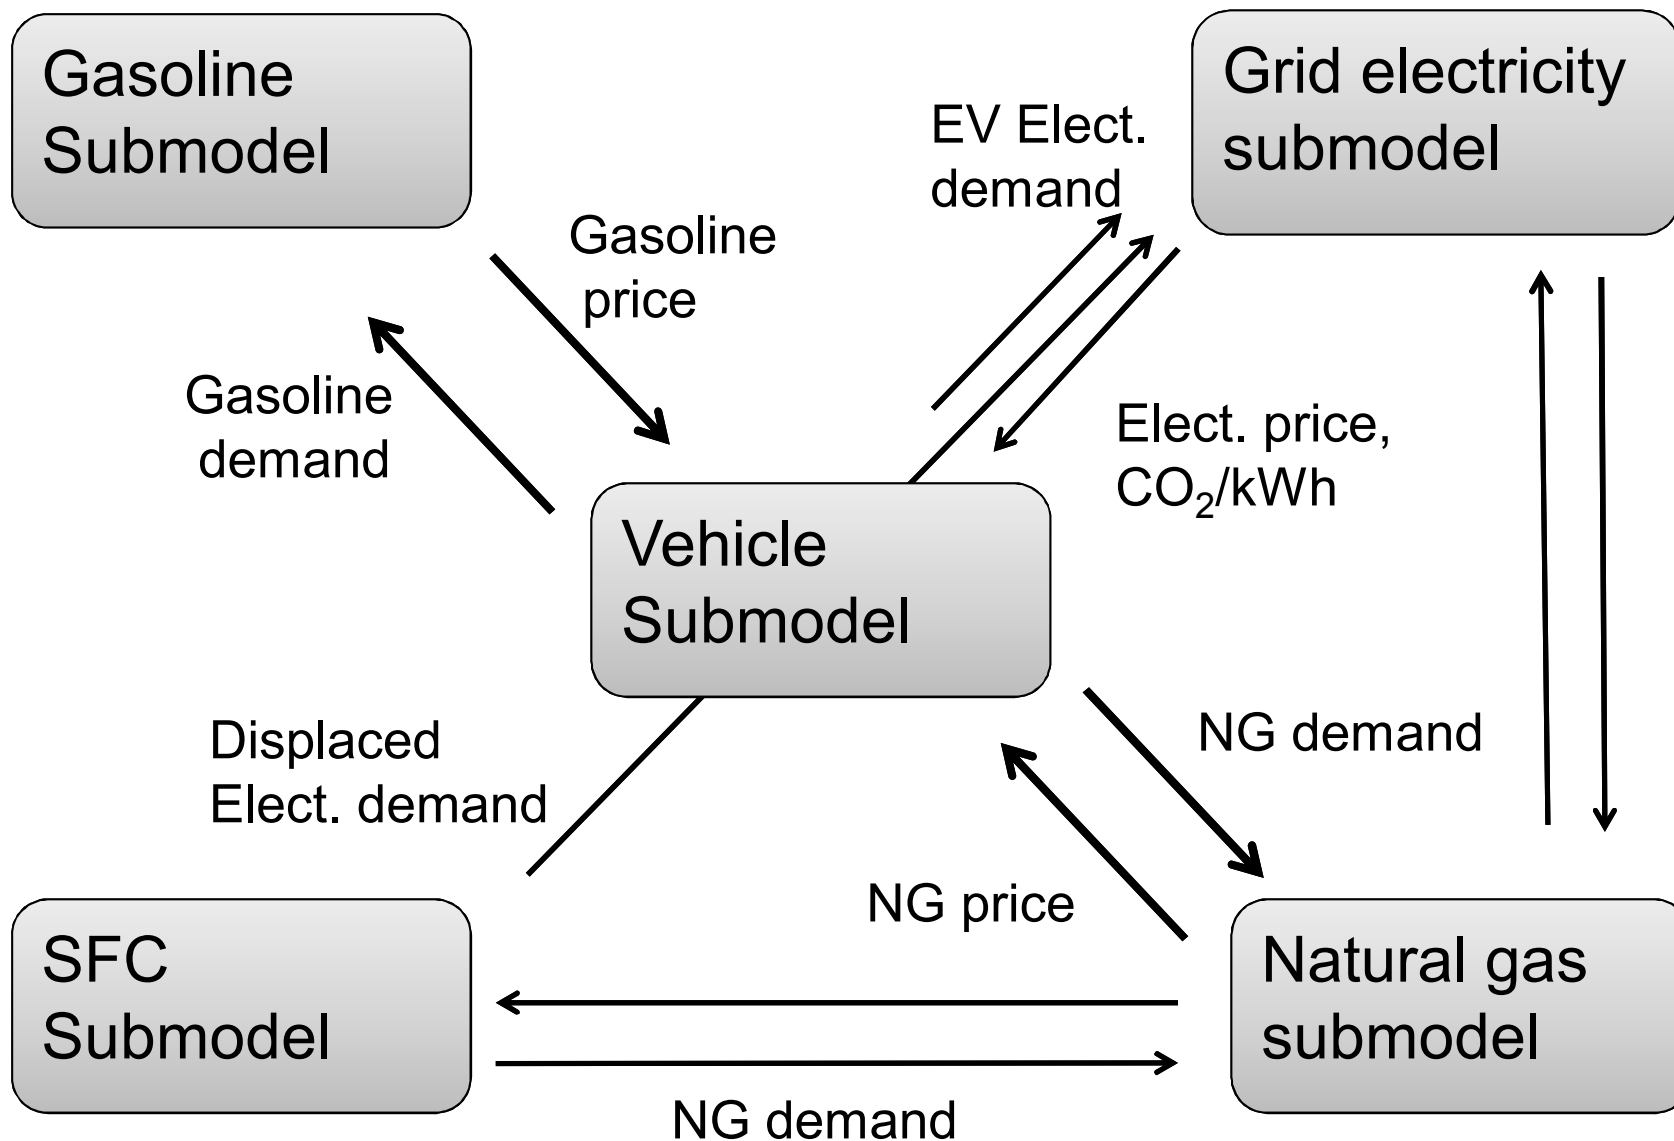 Gasoline
Submodel
Grid electricity
submodel
EV Elect.
demand
Gasoline
price
Gasoline
demand
Elect. price,
CO₂/kWh
Vehicle
Submodel
Displaced
Elect. demand
NG demand
NG price
SFC
Submodel
Natural gas
submodel
NG demand